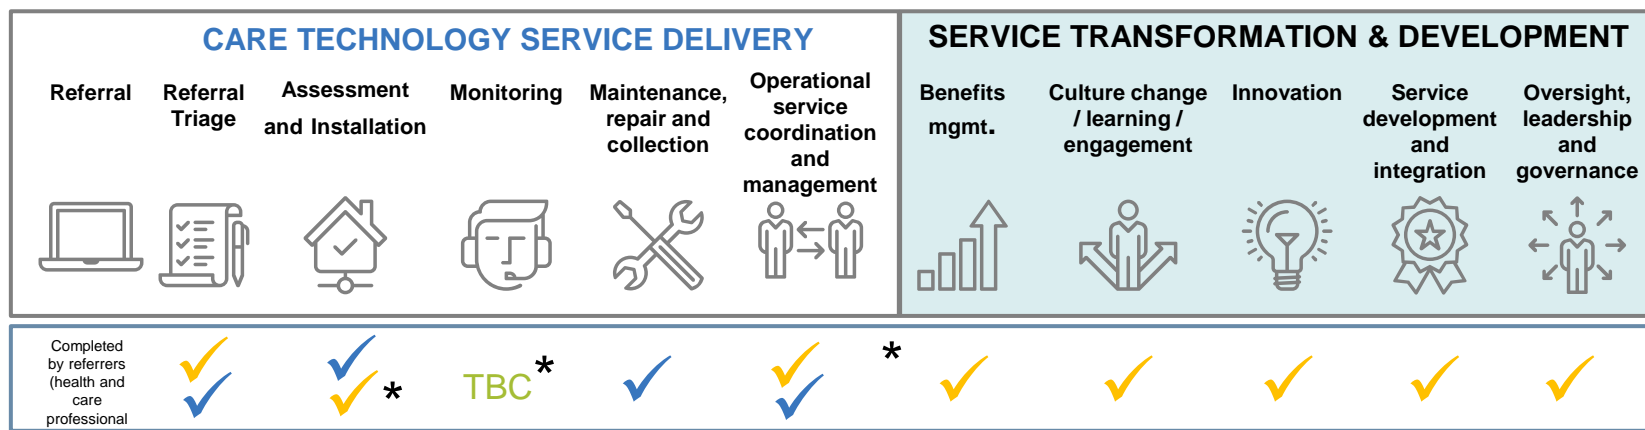 CARE TECHNOLOGY SERVICE DELIVERY
SERVICE TRANSFORMATION & DEVELOPMENT
Referral
Referral
Triage
Assessment
and Installation
Monitoring
Maintenance,
repair and
collection
Operational
service
coordination
and
management
Benefits
mgmt.
Culture change
/ learning /
engagement
Innovation
Service
development
and
integration
Oversight,
leadership
and
governance
Completed
by referrers
(health and
care
professional
*
TBC*
*